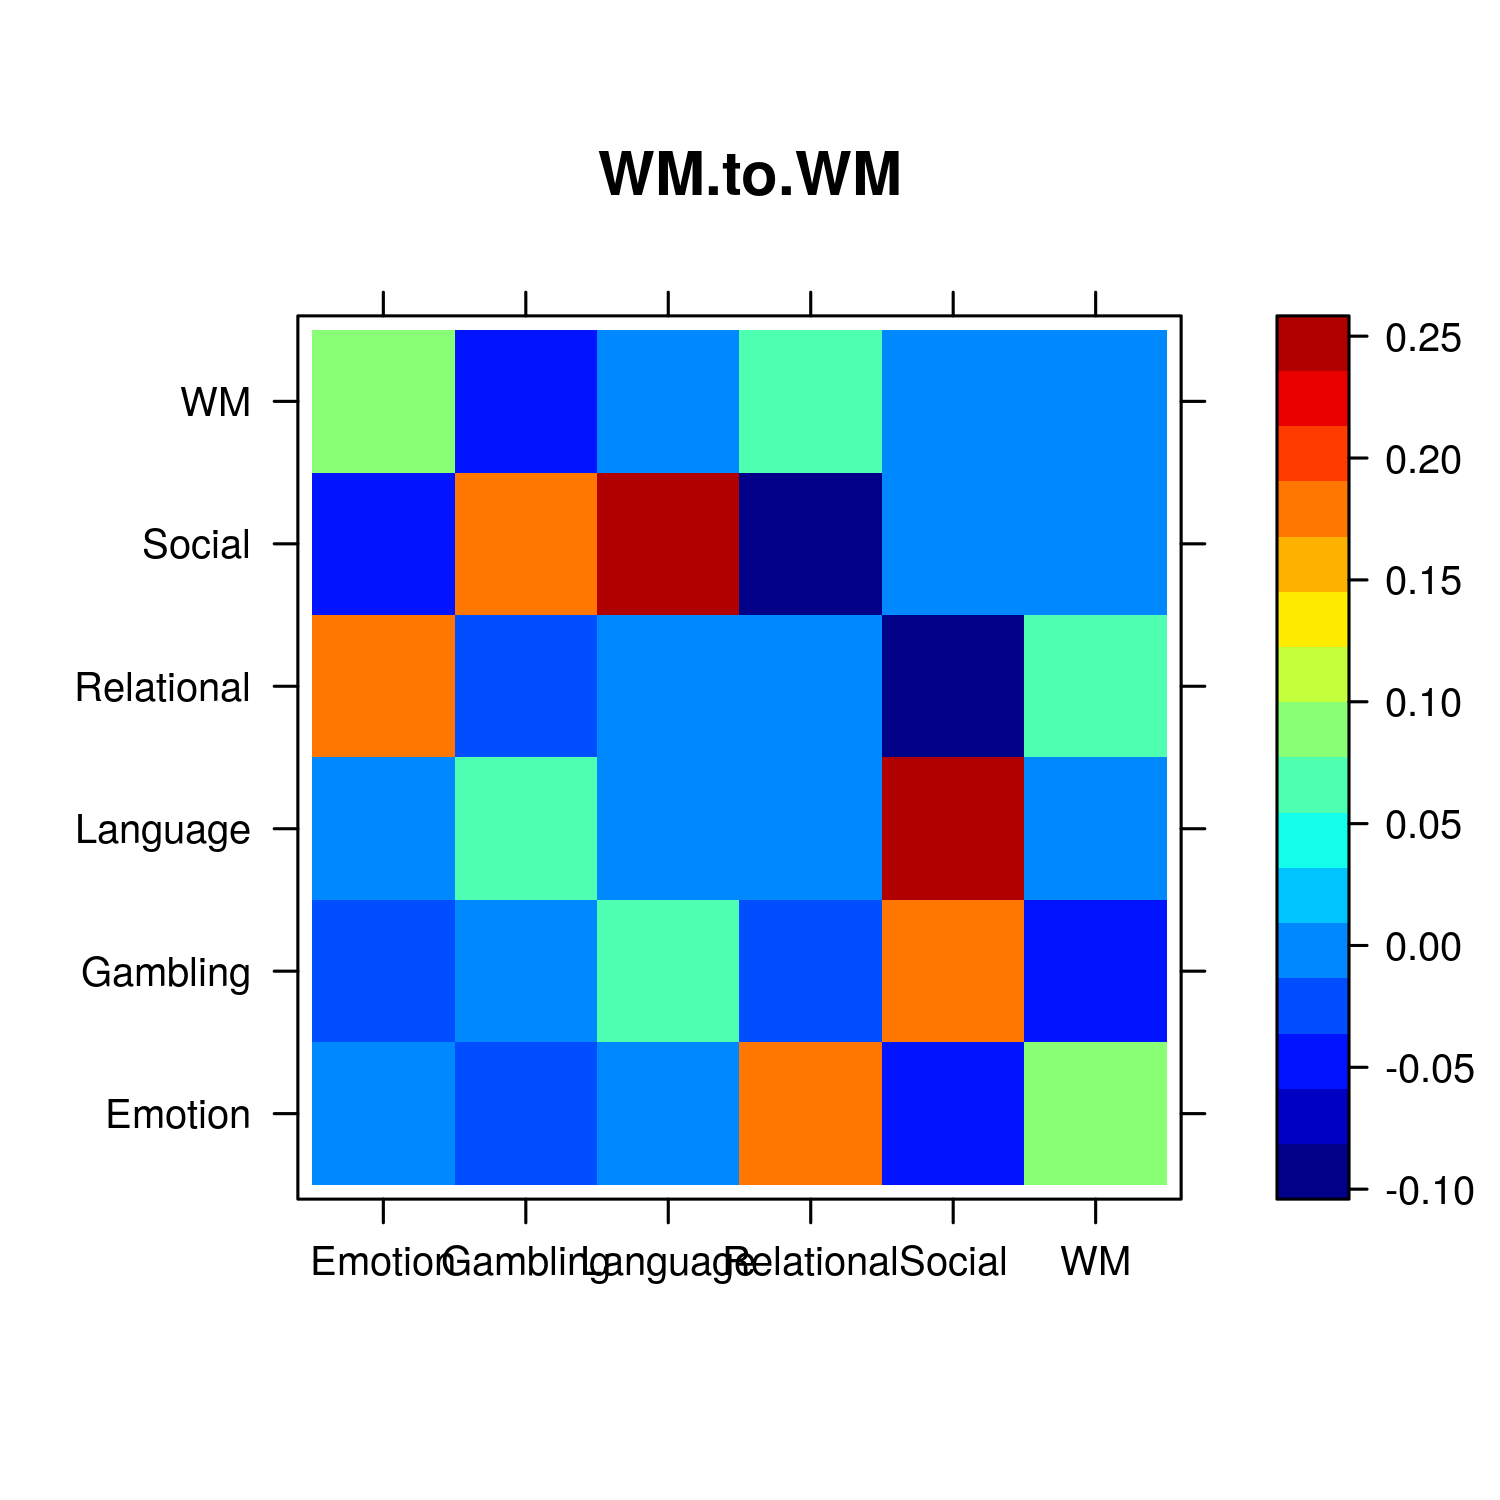 WM.to.WM
WM
Social
Relational
Language
Gambling
Emotion
Emotion Gambling Language Relational Social WM
0.25
0.20
0.15
0.10
0.05
0.00
-0.05
-0.10